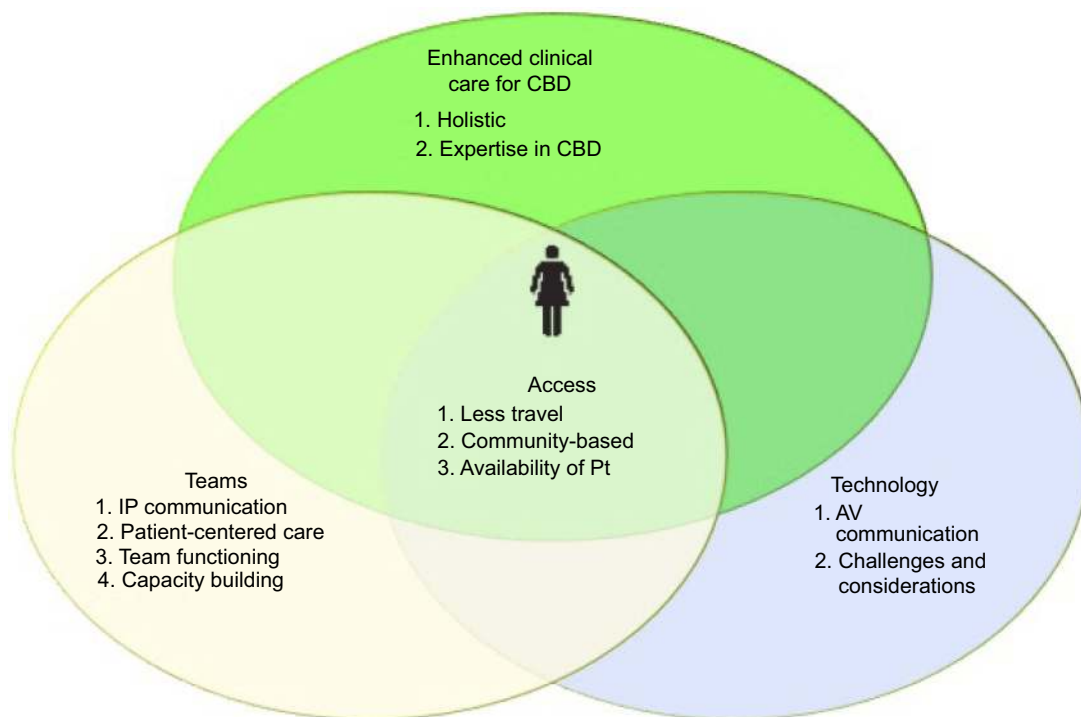 Enhanced clinical
care for CBD
1. Holistic
2. Expertise in CBD
Access
1. Less travel
2. Community-based
3. Availability of Pt
Teams
1. IP communication
2. Patient-centered care
3. Team functioning
4. Capacity building
Technology
1. AV
communication
2. Challenges and
considerations